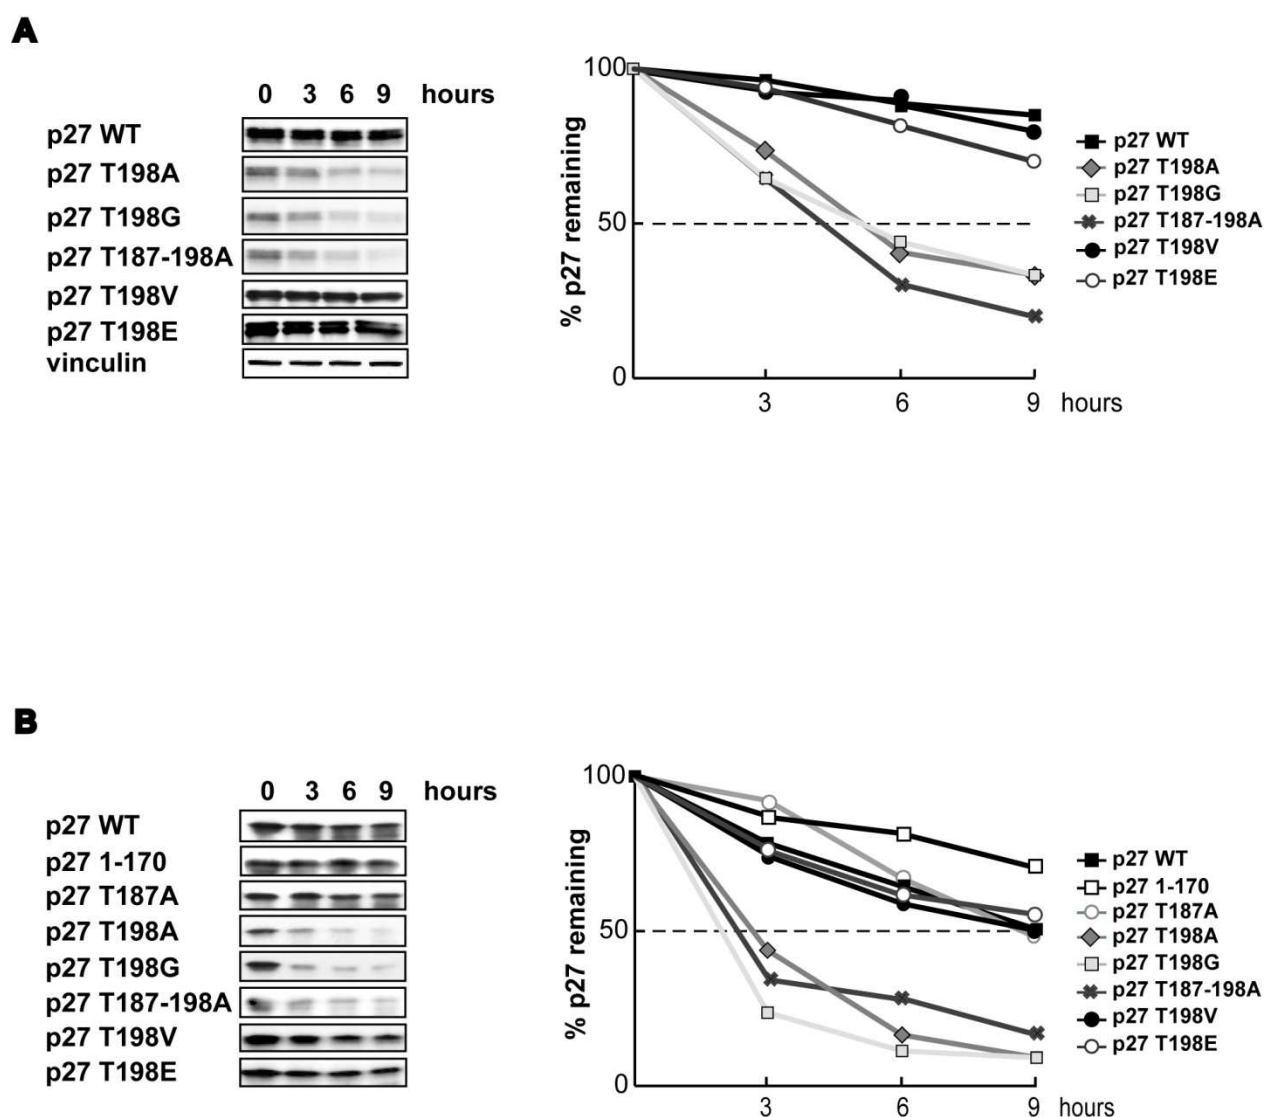 A
0 3 6 9 hours
p27 WT
p27 T198A
p27 T198G
p27 T187-198A
p27 T198V
p27 T198E
vinculin
% p27 remaining
100
50
0
3 6 9 hours
p27 WT
p27 T198A
p27 T198G
p27 T187-198A
p27 T198V
p27 T198E
B
0 3 6 9 hours
p27 WT
p27 1-170
p27 T187A
p27 T198A
p27 T198G
p27 T187-198A
p27 T198V
p27 T198E
% p27 remaining
100
50
0
3 6 9 hours
p27 WT
p27 1-170
p27 T187A
p27 T198A
p27 T198G
p27 T187-198A
p27 T198V
p27 T198E